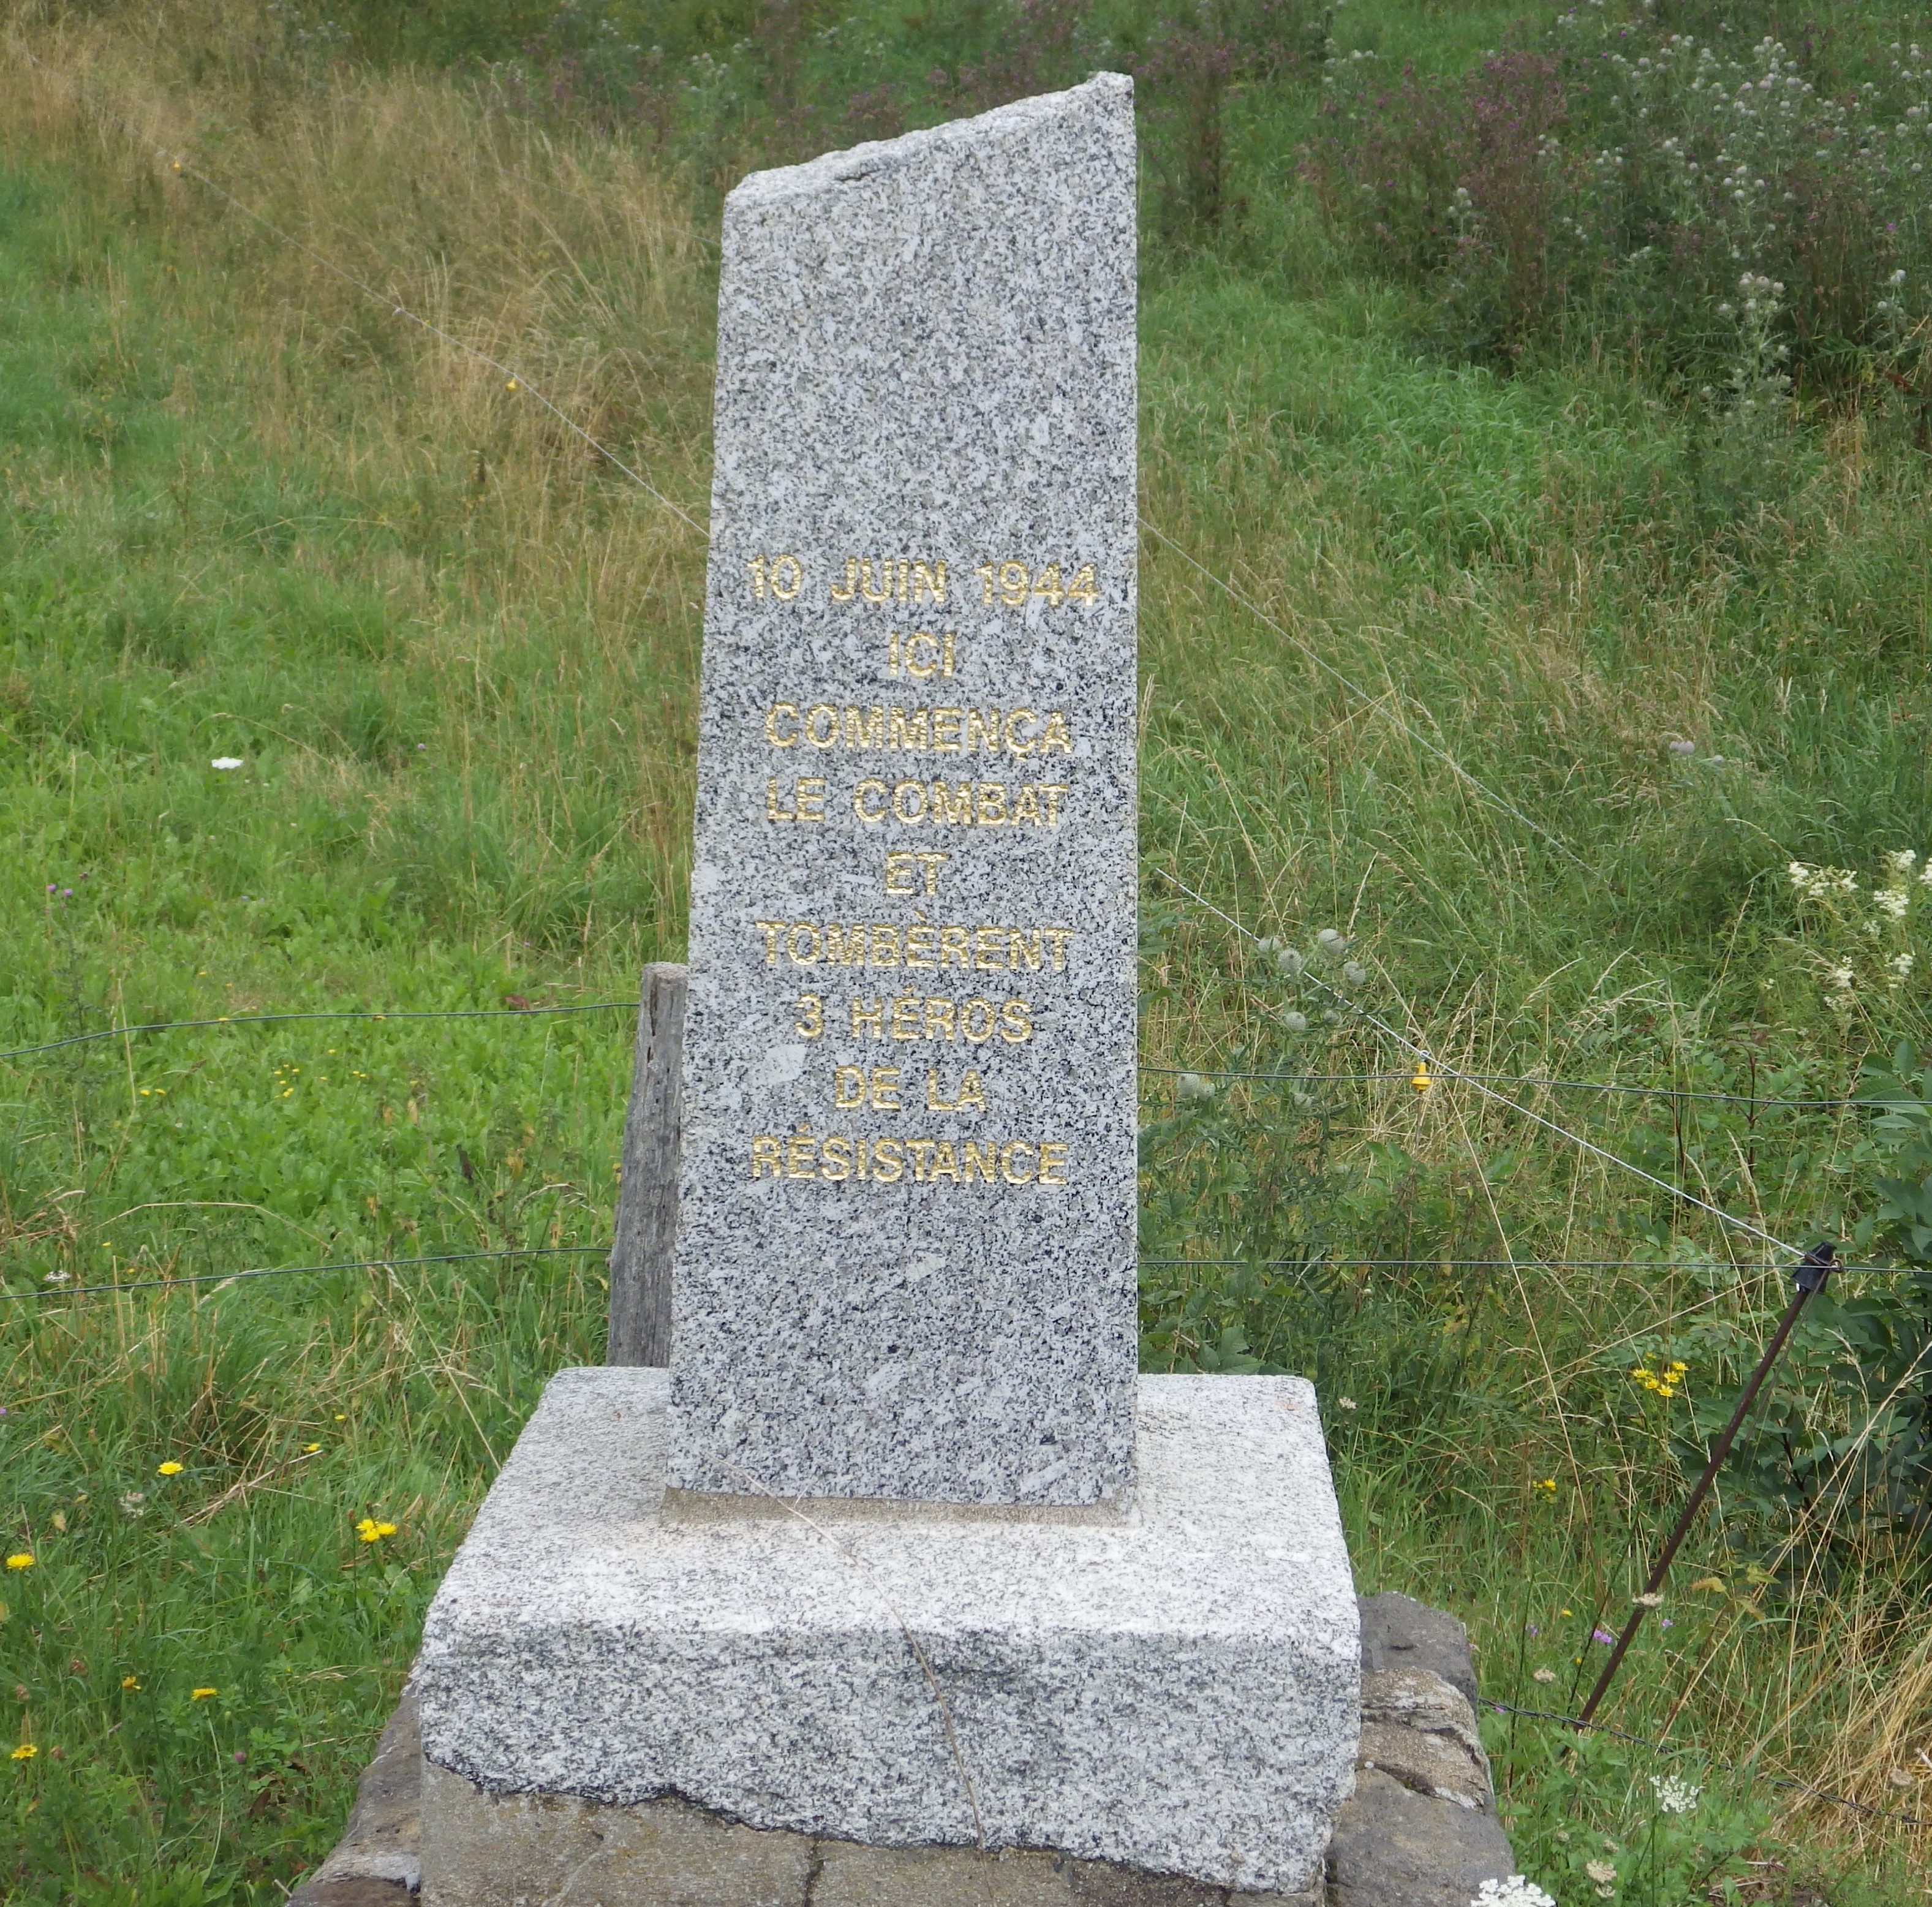 10 JUIN 1944
ICI
COMMENÇA
LE COMBAT
ET
TOMBÈRENT
3 HÉROS
DE LA
RÉSISTANCE